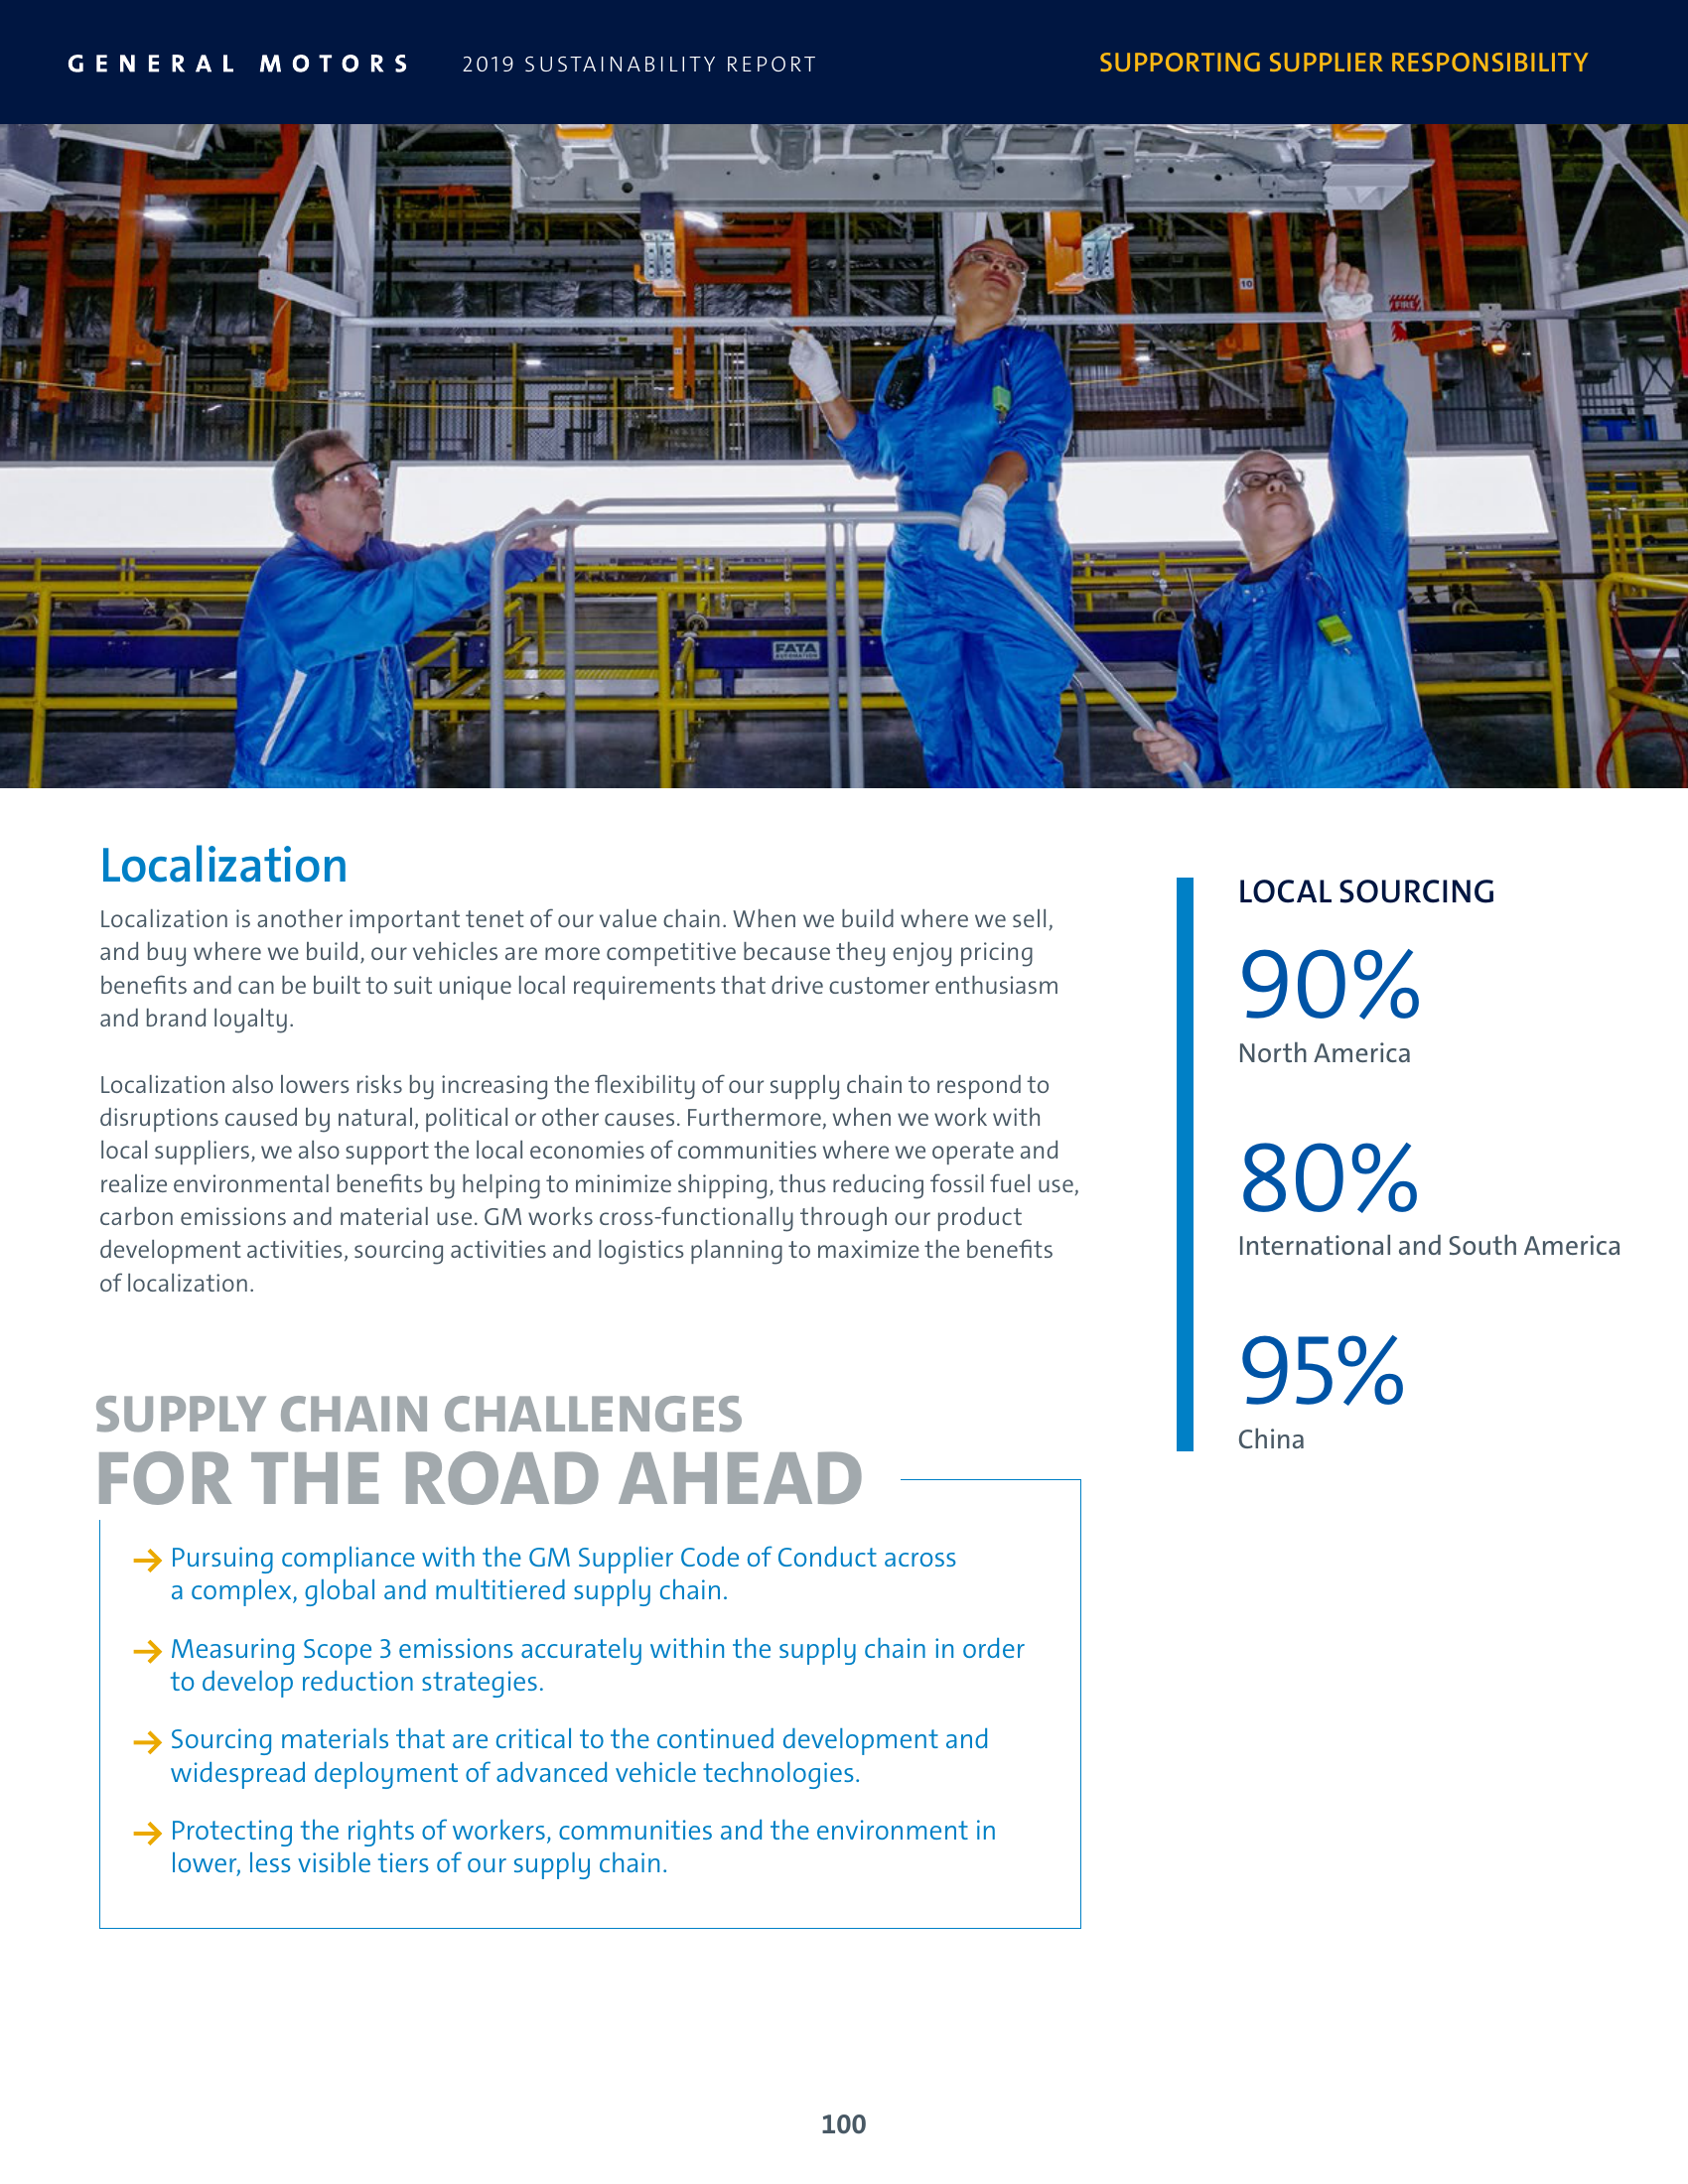 GENERAL MOTORS 2019 SUSTAINABILITY REPORT
SUPPORTING SUPPLIER RESPONSIBILITY
10
FIRE
FATA
AUTOMATION
Localization
Localization is another important tenet of our value chain. When we build where we sell,
and buy where we build, our vehicles are more competitive because they enjoy pricing
benefits and can be built to suit unique local requirements that drive customer enthusiasm
and brand loyalty.
Localization also lowers risks by increasing the flexibility of our supply chain to respond to
disruptions caused by natural, political or other causes. Furthermore, when we work with
local suppliers, we also support the local economies of communities where we operate and
realize environmental benefits by helping to minimize shipping, thus reducing fossil fuel use,
carbon emissions and material use. GM works cross-functionally through our product
development activities, sourcing activities and logistics planning to maximize the benefits
of localization.
LOCAL SOURCING
90%
North America
80%
International and South America
95%
China
SUPPLY CHAIN CHALLENGES
FOR THE ROAD AHEAD
→ Pursuing compliance with the GM Supplier Code of Conduct across
a complex, global and multitiered supply chain.
→ Measuring Scope 3 emissions accurately within the supply chain in order
to develop reduction strategies.
→ Sourcing materials that are critical to the continued development and
widespread deployment of advanced vehicle technologies.
→ Protecting the rights of workers, communities and the environment in
lower, less visible tiers of our supply chain.
100